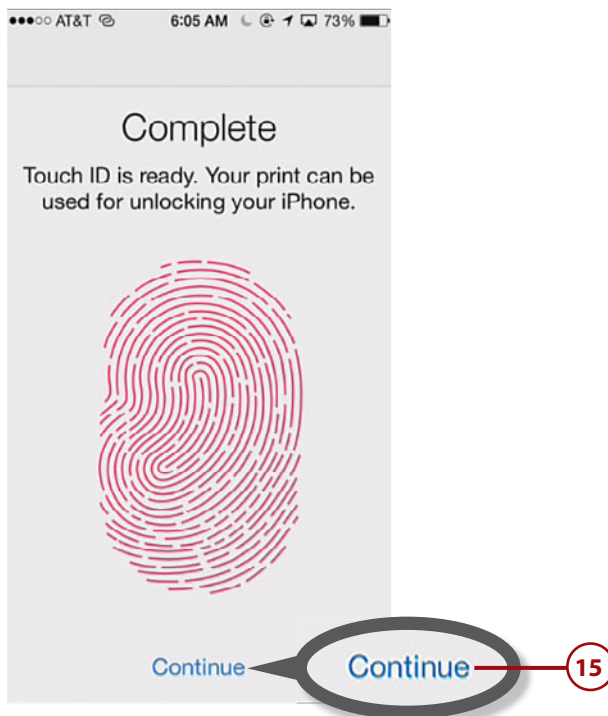 AT&T 6:05 AM 73%
Complete
Touch ID is ready. Your print can be
used for unlocking your iPhone.
Continue Continue 15